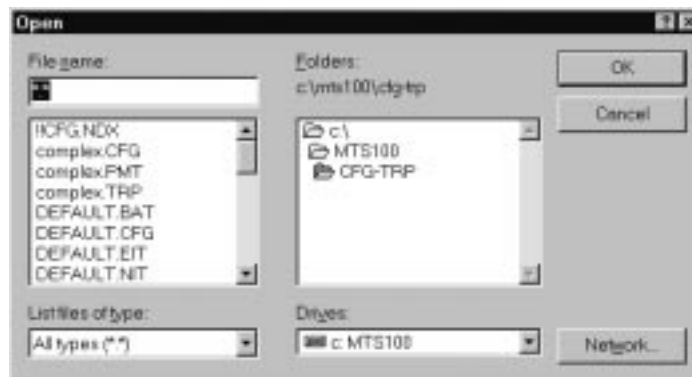 Open
File name:
*.*
!!CFG.NDX
complex.CFG
complex.PMT
complex.TRP
DEFAULT.BAT
DEFAULT.CFG
DEFAULT.EIT
DEFAULT.NIT
List files of type:
All types (*.*)
Folders:
c:\mts100\cfg-trp
c:\
MTS100
CFG-TRP
Drives:
c: MTS100
OK
Cancel
Network...